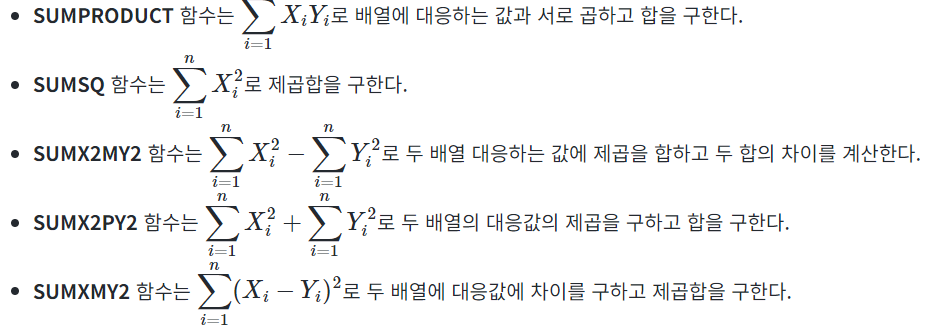 • SUMPRODUCT 함수는 $\sum_{i=1} X_i Y_i$로 배열에 대응하는 값과 서로 곱하고 합을 구한다.
• SUMSQ 함수는 $\sum_{i=1}^{n} X_i^2$로 제곱합을 구한다.
• SUMX2MY2 함수는 $\sum_{i=1}^{n} X_i^2 - \sum_{i=1}^{n} Y_i^2$로 두 배열 대응하는 값에 제곱을 합하고 두 합의 차이를 계산한다.
• SUMX2PY2 함수는 $\sum_{i=1}^{n} X_i^2 + \sum_{i=1}^{n} Y_i^2$로 두 배열의 대응값의 제곱을 구하고 합을 구한다.
• SUMXMY2 함수는 $\sum_{i=1}^{n} (X_i - Y_i)^2$로 두 배열에 대응값에 차이를 구하고 제곱합을 구한다.